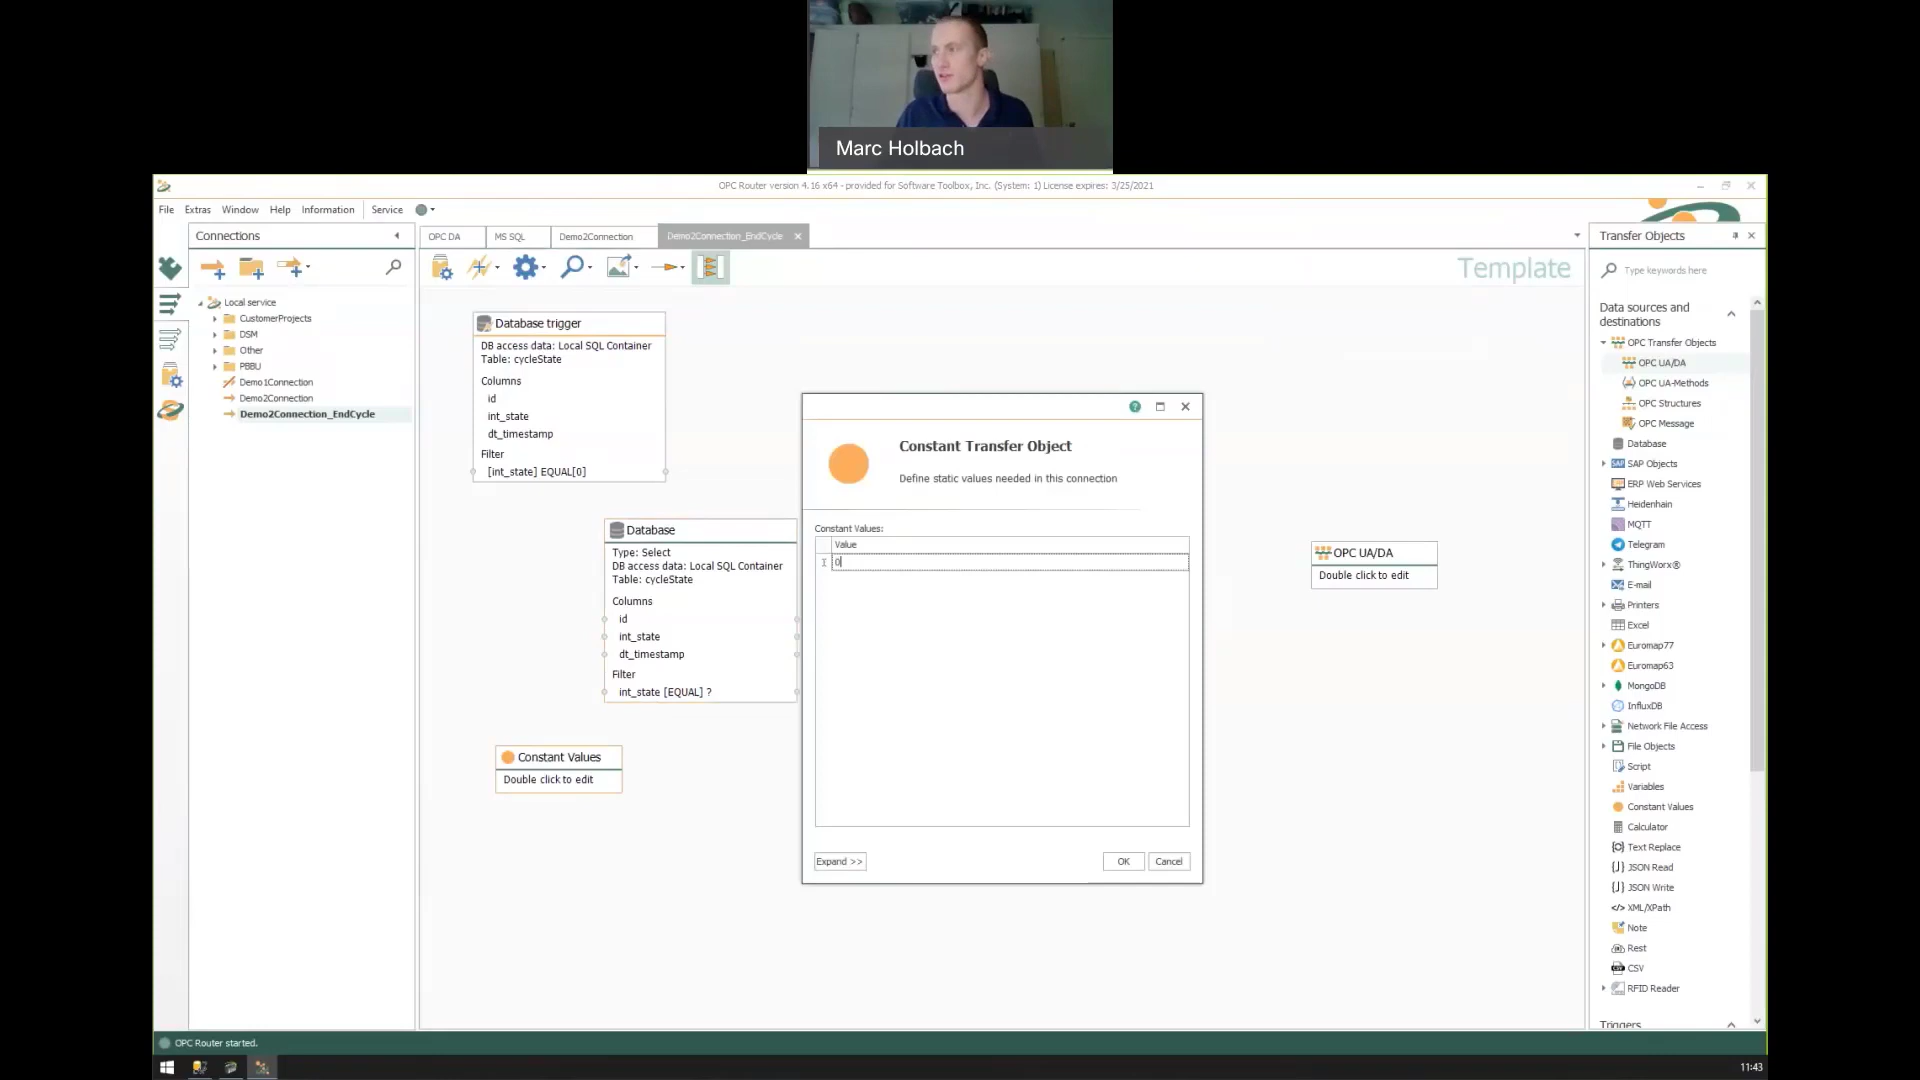 Marc Holbach
OPC Router version 4.16 x64 - provided for Software Toolbox, Inc. (System: 1) License expires: 3/25/2021
File Extras Window Help Information Service
Connections
Local service
CustomerProjects
DSM
Other
PBBU
Demo1Connection
Demo2Connection
Demo2Connection_EndCycle
OPC DA MS SQL Demo2Connection Demo2Connection_EndCycle
Template
Database trigger
DB access data: Local SQL Container
Table: cycleState
Columns
id
int_state
dt_timestamp
Filter
[int_state] EQUAL[0]
Database
Type: Select
DB access data: Local SQL Container
Table: cycleState
Columns
id
int_state
dt_timestamp
Filter
int_state [EQUAL] ?
Constant Values
Double click to edit
Constant Transfer Object
Define static values needed in this connection
Constant Values:
Value
0
Expand >>
OK
Cancel
OPC UA/DA
Double click to edit
Transfer Objects
Type keywords here
Data sources and
destinations
OPC Transfer Objects
OPC UA/DA
OPC UA-Methods
OPC Structures
OPC Message
Database
SAP SAP Objects
ERP Web Services
Heidenhain
MQTT
Telegram
ThingWorx®
E-mail
Printers
Excel
Euromap77
Euromap63
MongoDB
InfluxDB
Network File Access
File Objects
Script
Variables
Constant Values
Calculator
Text Replace
JSON Read
JSON Write
XML/XPath
Note
Rest
CSV
RFID Reader
Triggers
OPC Router started.
11:43